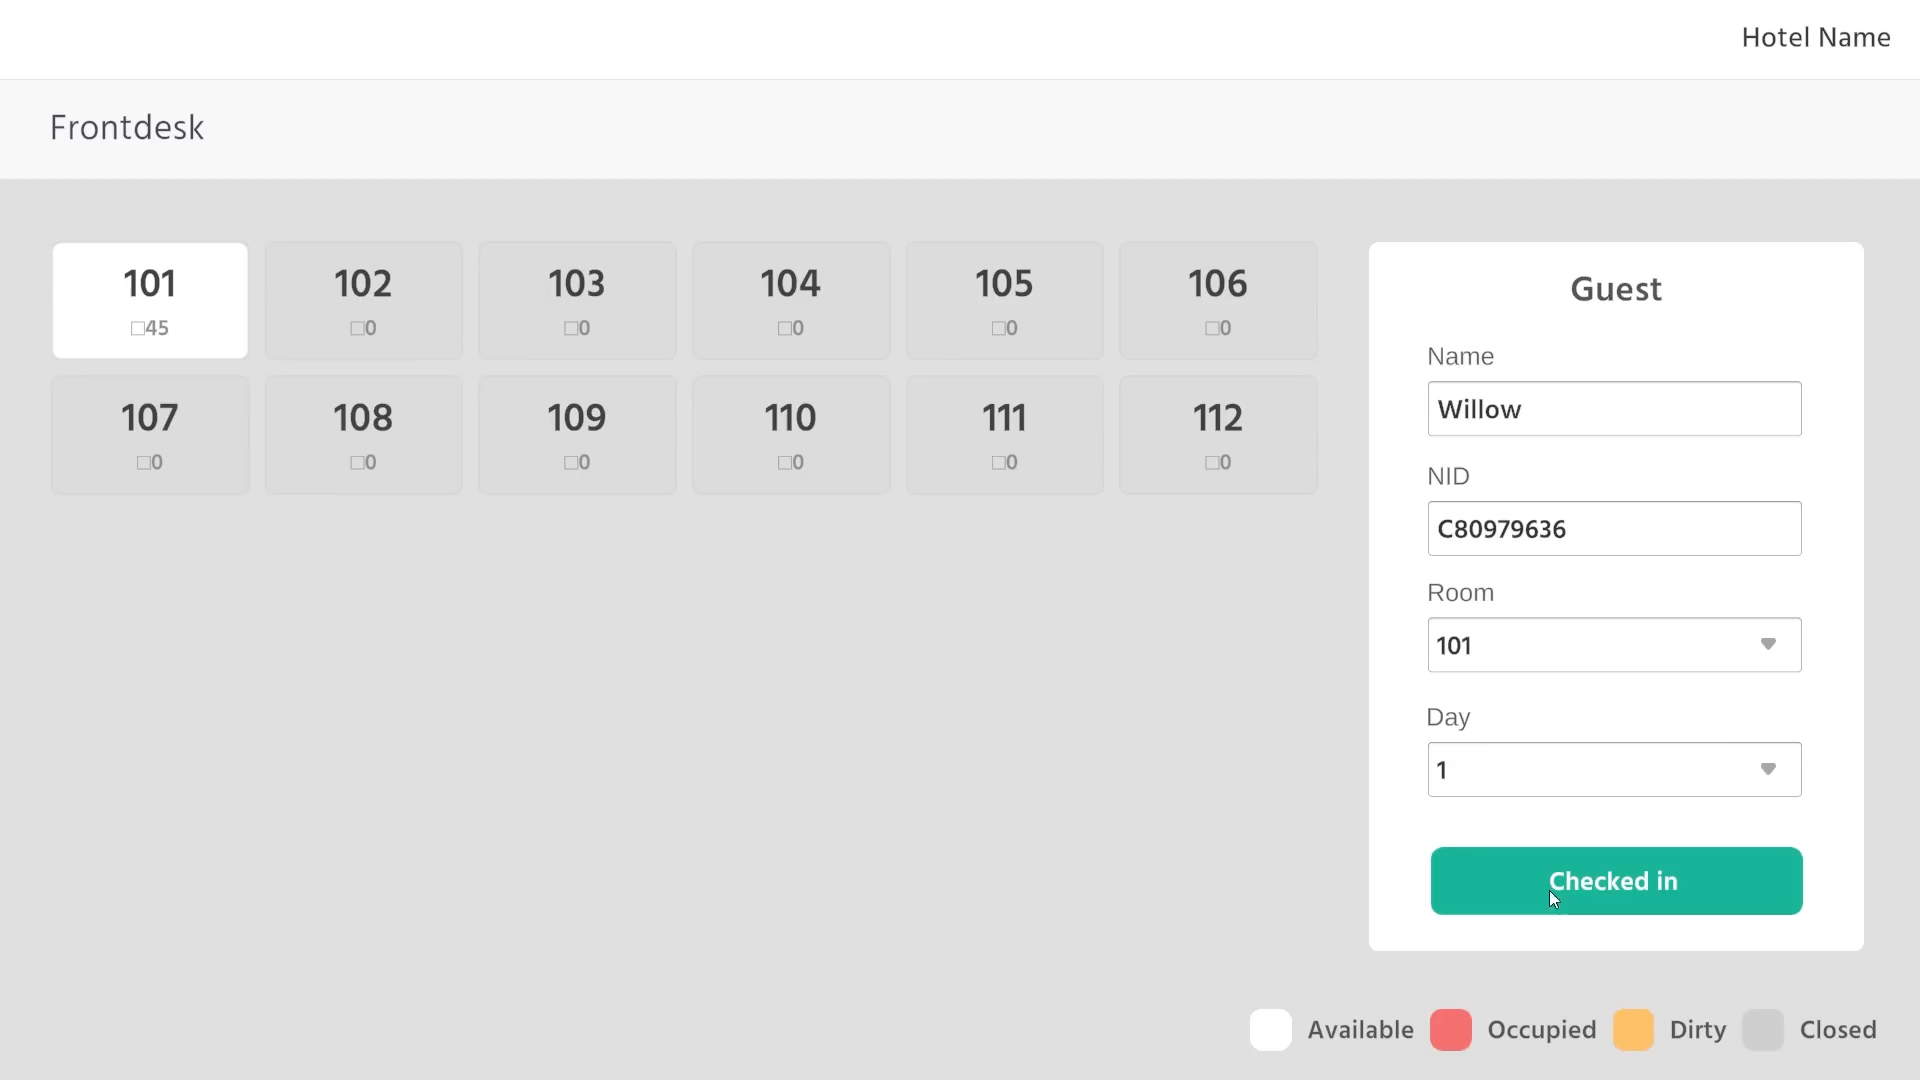 Hotel Name
Frontdesk
101
□45
102
□0
103
□0
104
□0
105
□0
106
□0
107
□0
108
□0
109
□0
110
□0
111
□0
112
□0
Guest
Name
Willow
NID
C80979636
Room
101
Day
1
Checked in
Available Occupied Dirty Closed